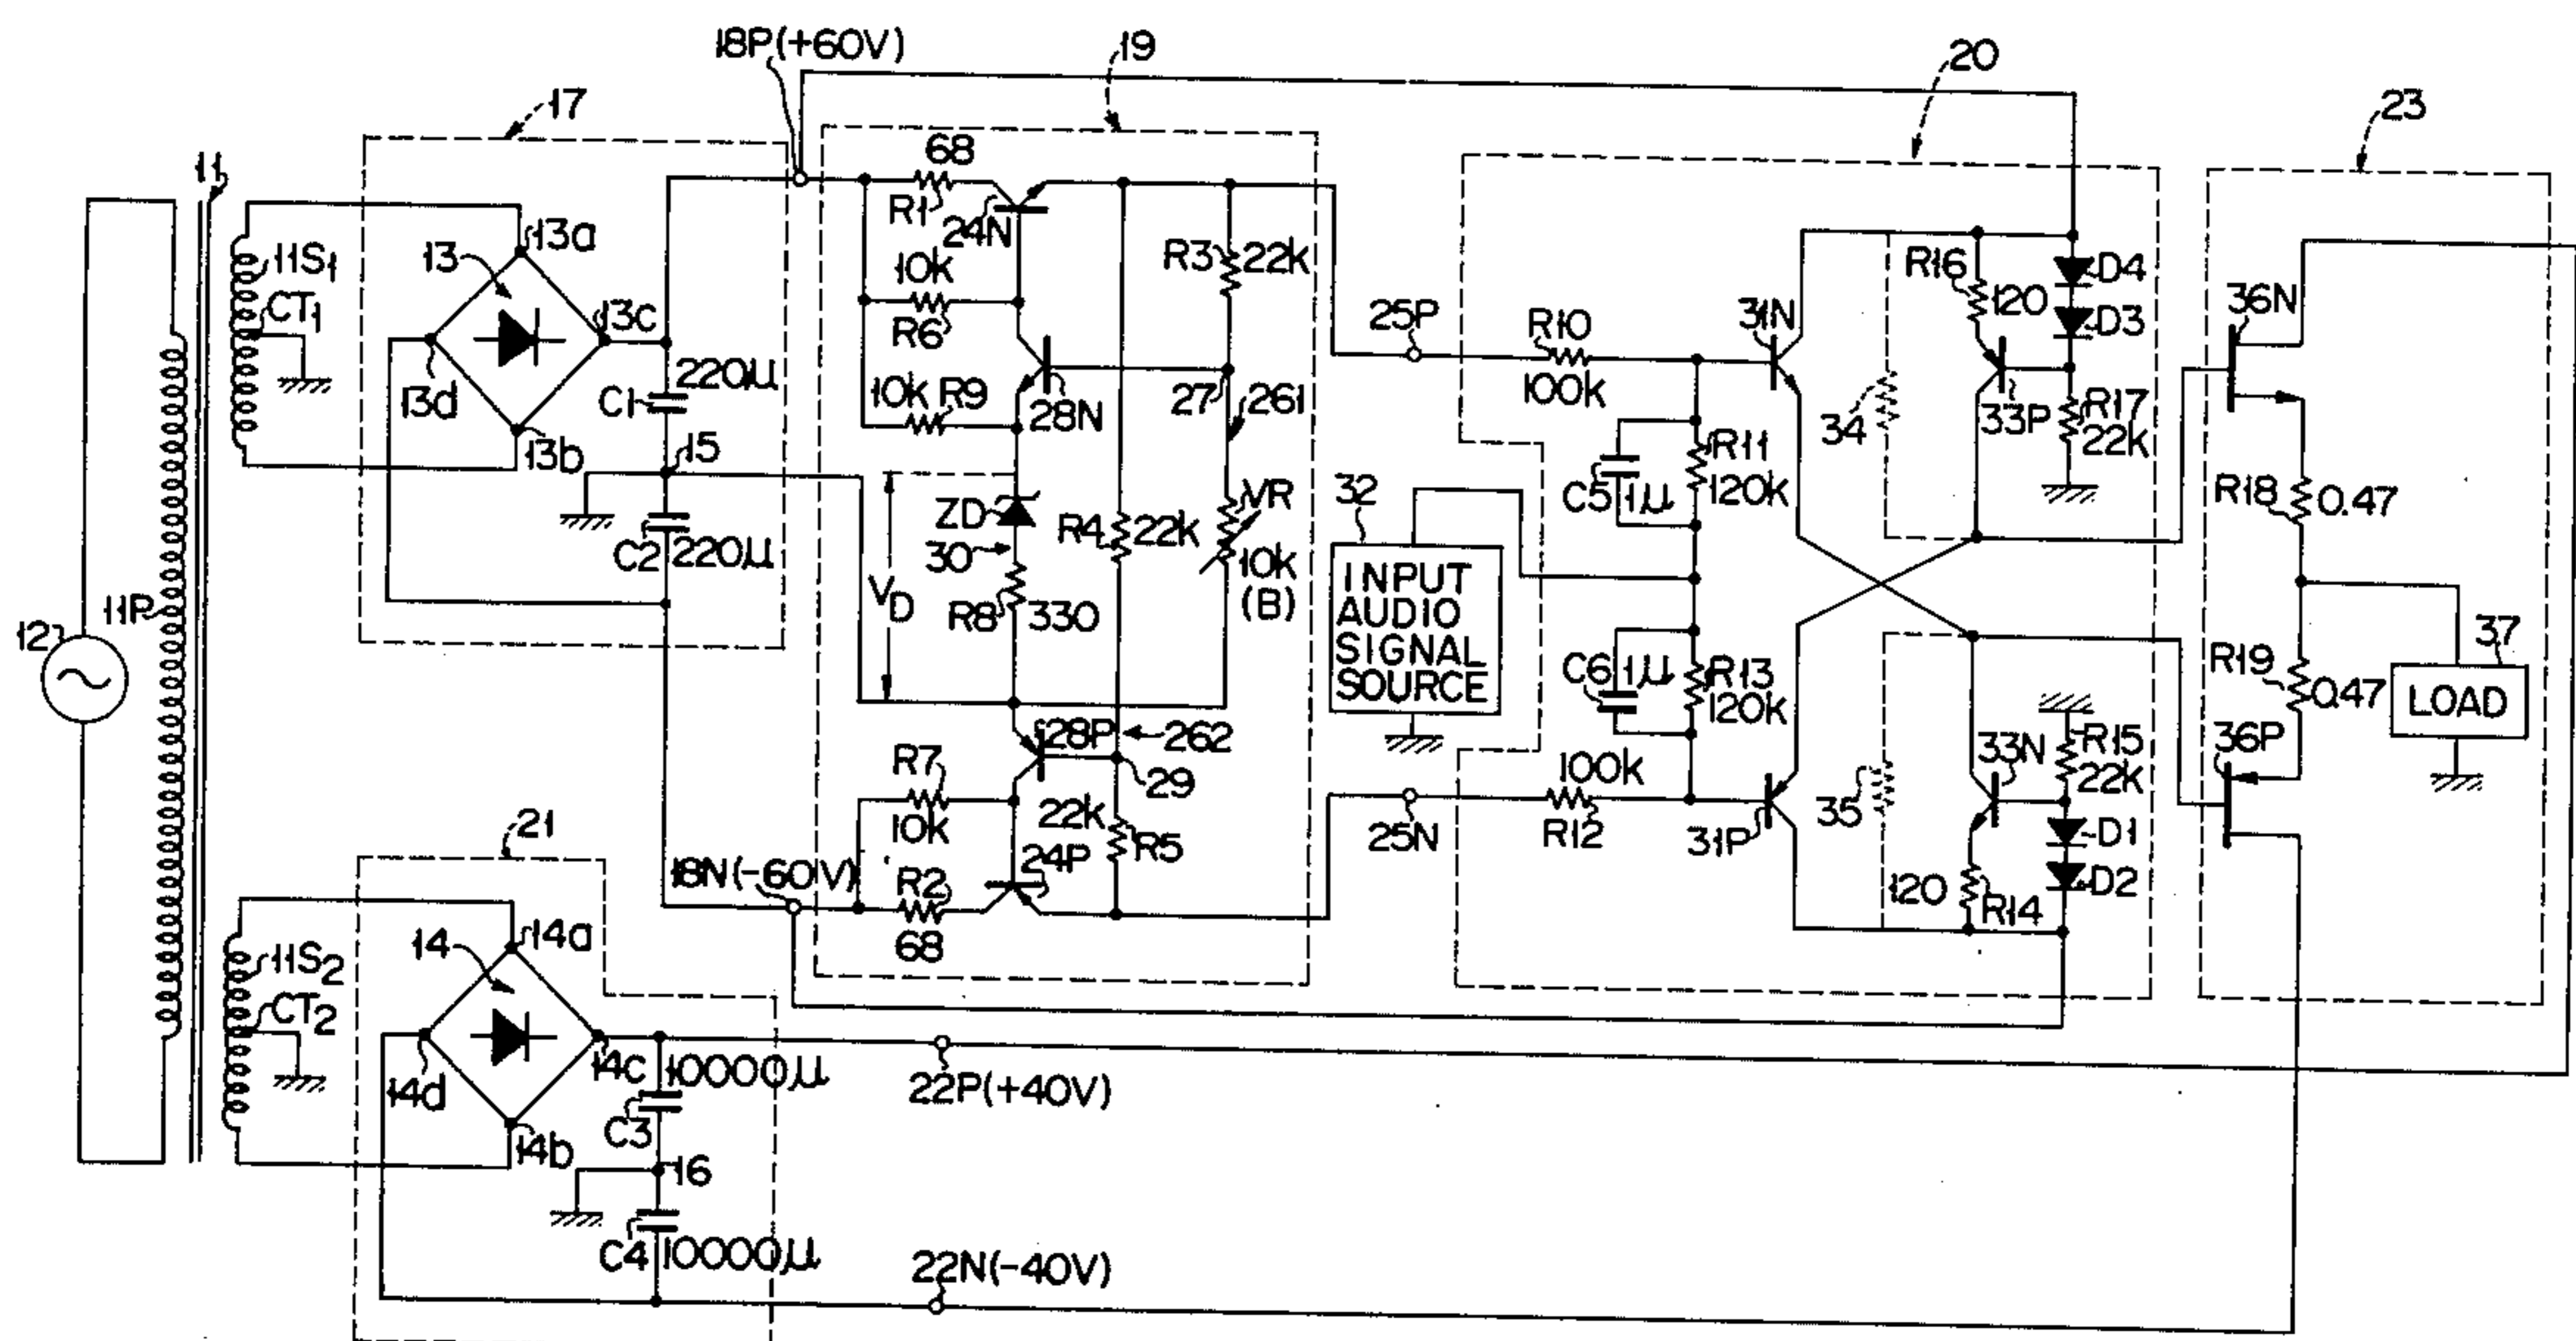 18P(+60V)
19
20
17
23
11
68
R1
24N
13a
13
11S1
CT1
R3
22k
10k
R6
R16
120
D4
D3
36N
13c
25P
R10
31N
220μ
100k
C1
13d
10k
R9
28N
27
261
34
33P
R17
22k
13b
15
R11
120k
C5
1μ
R18
0.47
ZD
VR
32
30
R4
22k
C2
220μ
10k
(B)
INPUT
AUDIO
SIGNAL
SOURCE
VD
R8
330
11P
12
C6
1μ
R13
120k
37
R19
0.47
LOAD
28P
262
33N
R15
22k
36P
R7
10k
29
100k
R12
35
25N
31P
D1
21
22k
R5
24P
18N(-60V)
R2
68
120
R14
D2
14
14a
11S2
CT2
14c
10000μ
14d
22P(+40V)
C3
14b
16
C4
10000μ
22N(-40V)